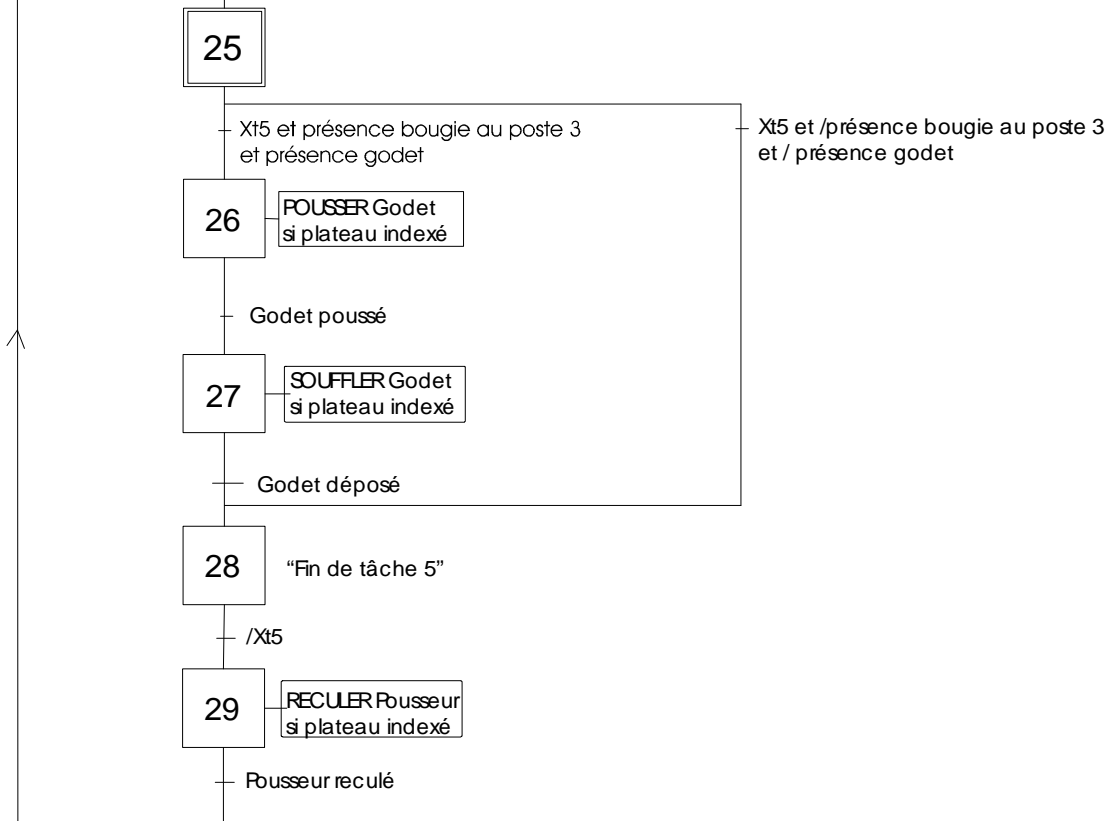 25
Xt5 et présence bougie au poste 3
et présence godet
Xt5 et /présence bougie au poste 3
et / présence godet
26
POUSSER Godet
si plateau indexé
Godet poussé
27
SOUFFLER Godet
si plateau indexé
Godet déposé
28
“Fin de tâche 5”
/Xt5
29
RECULER Pousseur
si plateau indexé
Pousseur reculé